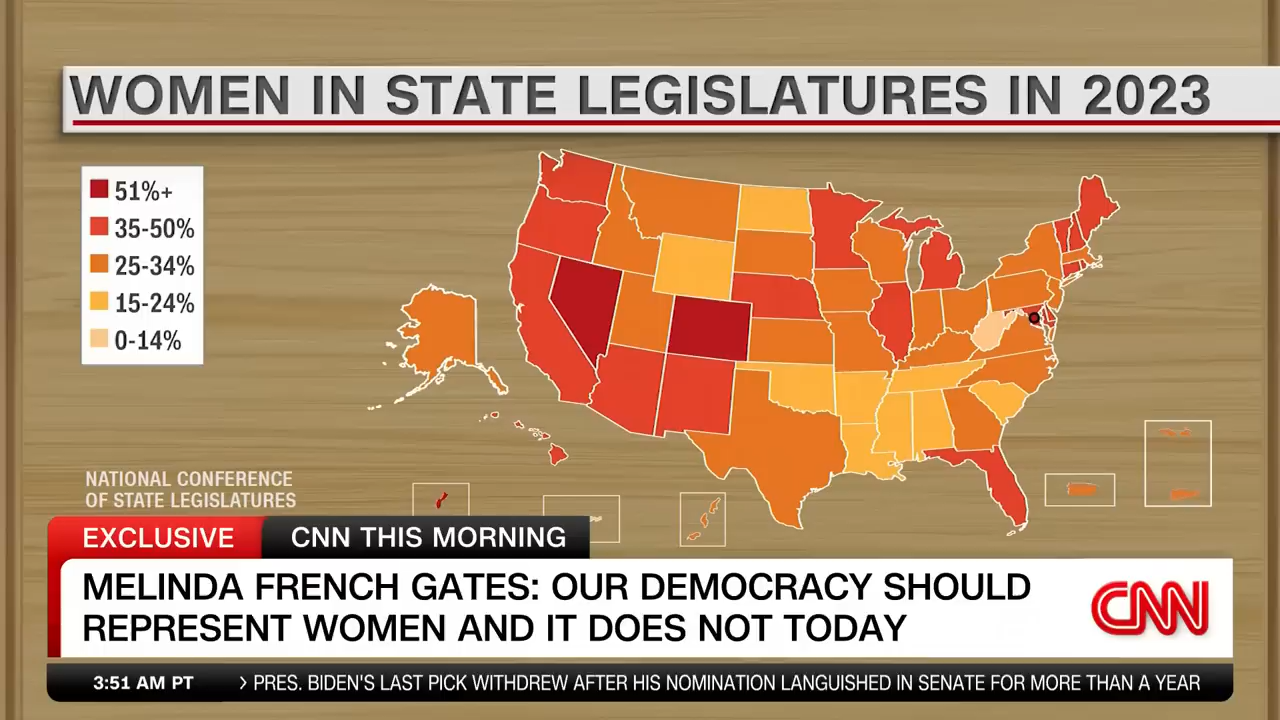 WOMEN IN STATE LEGISLATURES IN 2023
51%+
35-50%
25-34%
15-24%
0-14%
NATIONAL CONFERENCE
OF STATE LEGISLATURES
EXCLUSIVE
CNN THIS MORNING
MELINDA FRENCH GATES: OUR DEMOCRACY SHOULD
REPRESENT WOMEN AND IT DOES NOT TODAY
CNN
3:51 AM PT
> PRES. BIDEN'S LAST PICK WITHDREW AFTER HIS NOMINATION LANGUISHED IN SENATE FOR MORE THAN A YEAR